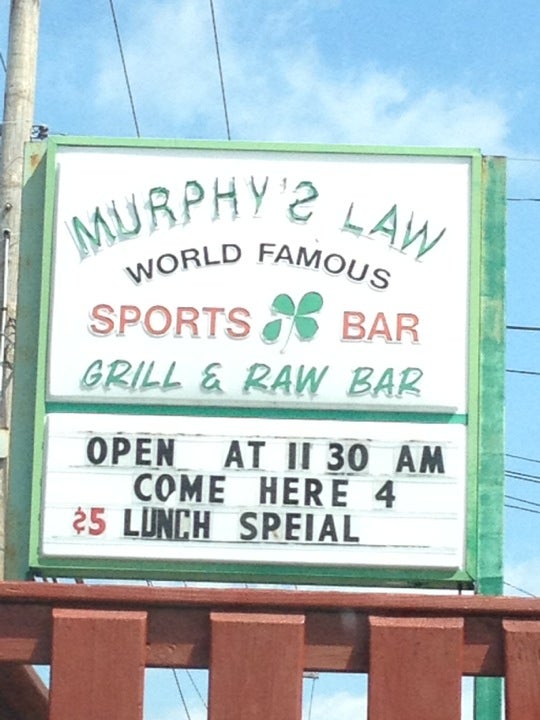 MURPHY'S LAW
WORLD FAMOUS
SPORTS BAR
GRILL & RAW BAR
OPEN AT 11 30 AM
COME HERE 4
$5 LUNCH SPEIAL